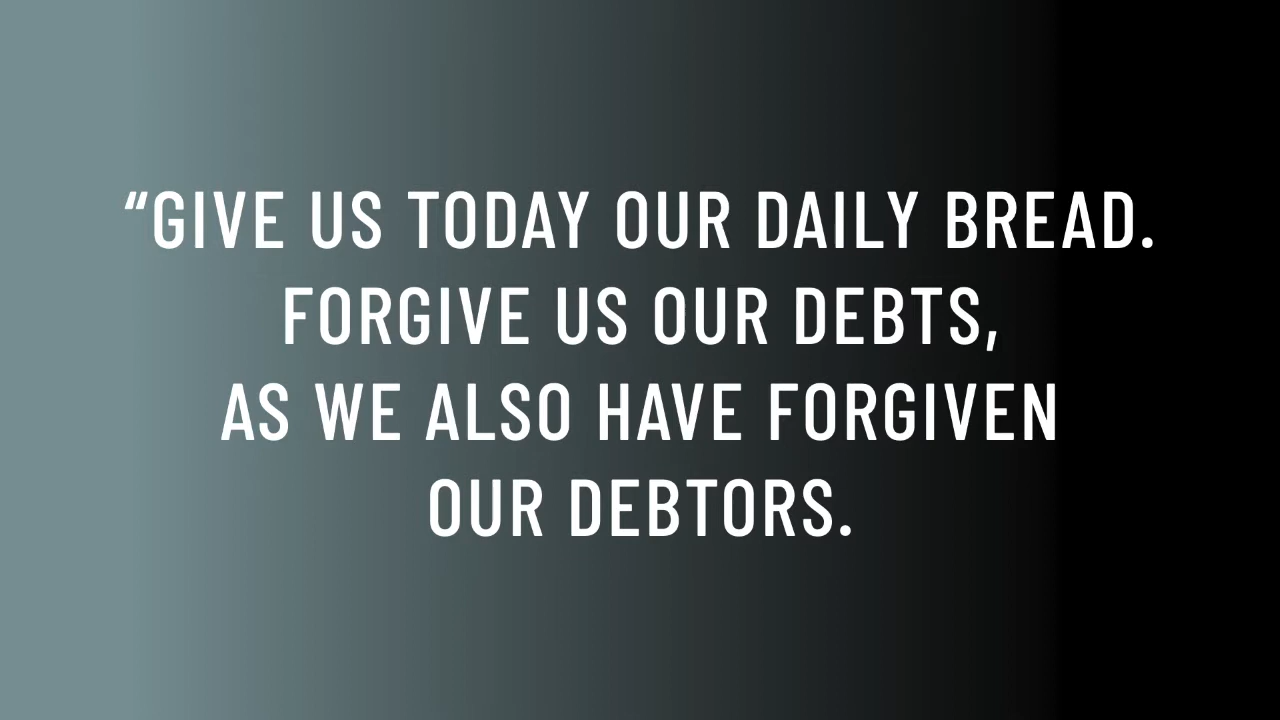 “GIVE US TODAY OUR DAILY BREAD.
FORGIVE US OUR DEBTS,
AS WE ALSO HAVE FORGIVEN
OUR DEBTORS.